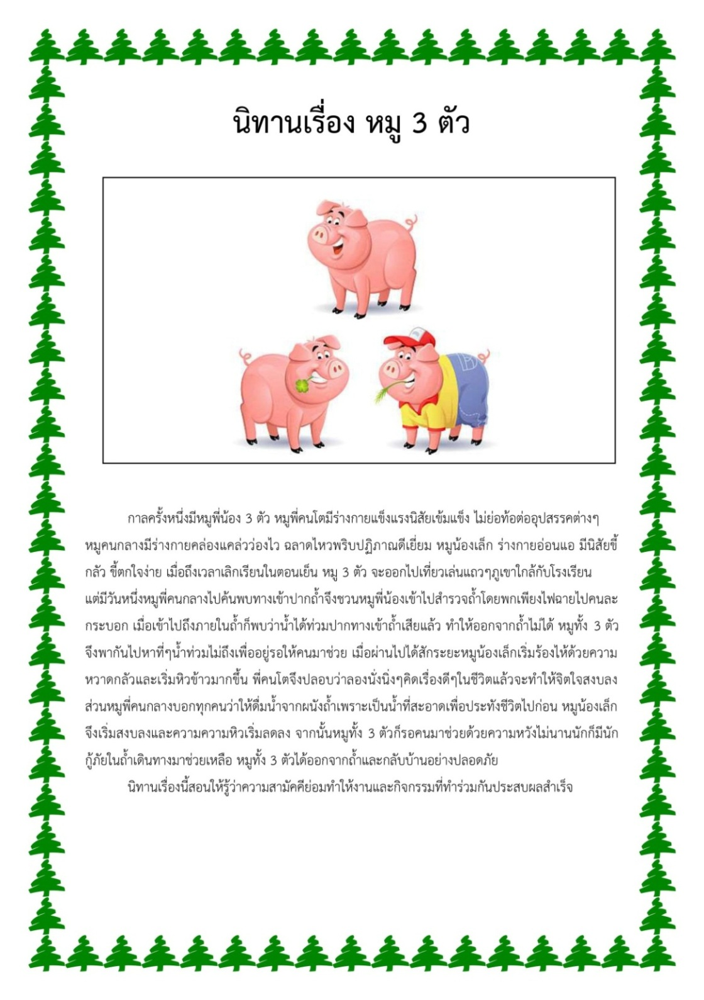 นิทานเรื่อง หมู 3 ตัว
กาลครั้งหนึ่งมีหมูพี่น้อง 3 ตัว หมูพี่คนโตมีร่างกายแข็งแรงนิสัยเข้มแข็ง ไม่ย่อท้อต่ออุปสรรคต่างๆ
หมูคนกลางมีร่างกายคล่องแคล่วว่องไว ฉลาดไหวพริบปฏิภาณดีเยี่ยม หมูน้องเล็ก ร่างกายอ่อนแอ มีนิสัยขี้
กลัว ขี้ตกใจง่าย เมื่อถึงเวลาเลิกเรียนในตอนเย็น หมู 3 ตัว จะออกไปเที่ยวเล่นแถวๆภูเขาใกล้กับโรงเรียน
แต่มีวันหนึ่งหมูพี่คนกลางไปค้นพบทางเข้าปากถ้ำจึงชวนหมูพี่น้องเข้าไปสำรวจถ้ำโดยพกเพียงไฟฉายไปคนละ
กระบอก เมื่อเข้าไปถึงภายในถ้ำก็พบว่าน้ำได้ท่วมปากทางเข้าถ้ำเสียแล้ว ทำให้ออกจากถ้ำไม่ได้ หมูทั้ง 3 ตัว
จึงพากันไปหาที่ๆน้ำท่วมไม่ถึงเพื่ออยู่รอให้คนมาช่วย เมื่อผ่านไปได้สักระยะหมูน้องเล็กเริ่มร้องไห้ด้วยความ
หวาดกลัวและเริ่มหิวข้าวมากขึ้น พี่คนโตจึงปลอบว่าลองนั่งนิ่งๆคิดเรื่องดีๆในชีวิตแล้วจะทำให้จิตใจสงบลง
ส่วนหมูพี่คนกลางบอกทุกคนว่าให้ดื่มน้ำจากผนังถ้ำเพราะเป็นน้ำที่สะอาดเพื่อประทังชีวิตไปก่อน หมูน้องเล็ก
จึงเริ่มสงบลงและความความหิวเริ่มลดลง จากนั้นหมูทั้ง 3 ตัวก็รอคนมาช่วยด้วยความหวังไม่นานนักก็มีนัก
กู้ภัยในถ้ำเดินทางมาช่วยเหลือ หมูทั้ง 3 ตัวได้ออกจากถ้ำและกลับบ้านอย่างปลอดภัย
นิทานเรื่องนี้สอนให้รู้ว่าความสามัคคีย่อมทำให้งานและกิจกรรมที่ทำร่วมกันประสบผลสำเร็จ